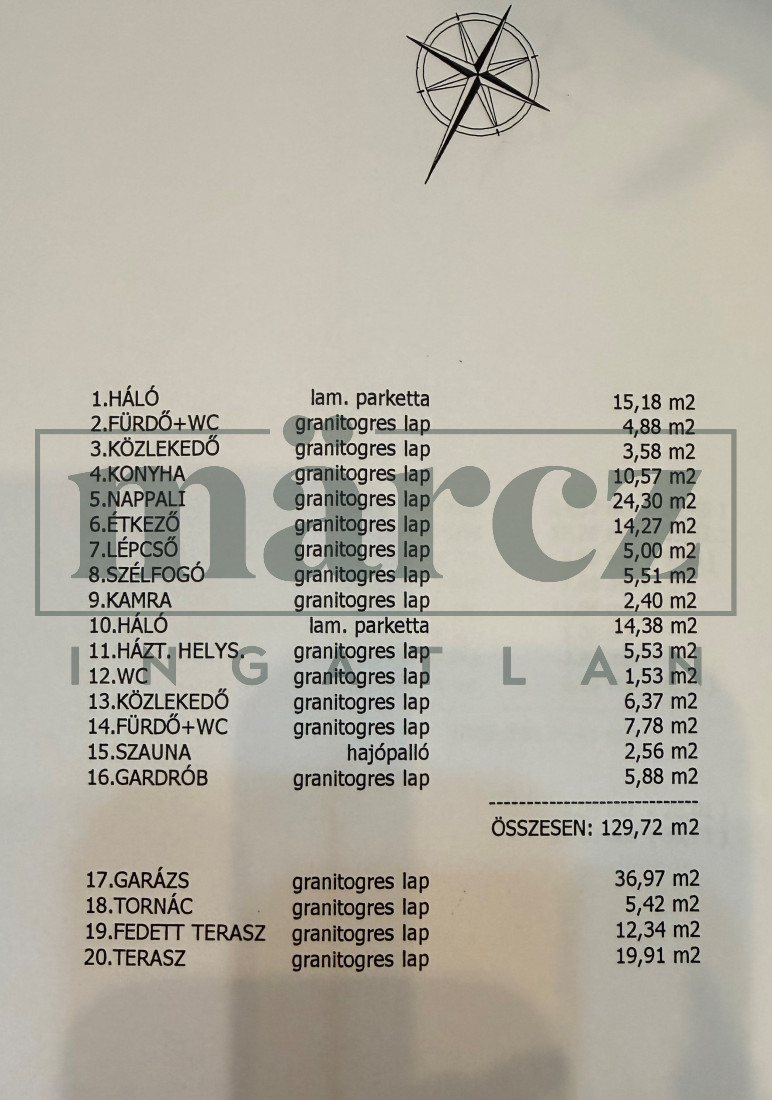 1.HÁLÓ lam. parketta 15,18 m2
2.FÜRDŐ+WC granitogres lap 4,88 m2
3.KÖZLEKEDŐ granitogres lap 3,58 m2
4.KONYHA granitogres lap 10,57 m2
5.NAPPALI granitogres lap 24,30 m2
6.ÉTKEZŐ granitogres lap 14,27 m2
7.LÉPCSŐ granitogres lap 5,00 m2
8.SZÉLFOGÓ granitogres lap 5,51 m2
9.KAMRA granitogres lap 2,40 m2
10.HÁLÓ lam. parketta 14,38 m2
11.HÁZT. HELYS. granitogres lap 5,53 m2
12.WC granitogres lap 1,53 m2
13.KÖZLEKEDŐ granitogres lap 6,37 m2
14.FÜRDŐ+WC granitogres lap 7,78 m2
15.SZAUNA hajópalló 2,56 m2
16.GARDRÓB granitogres lap 5,88 m2
----------------------------
ÖSSZESEN: 129,72 m2
17.GARÁZS granitogres lap 36,97 m2
18.TORNÁC granitogres lap 5,42 m2
19.FEDETT TERASZ granitogres lap 12,34 m2
20.TERASZ granitogres lap 19,91 m2
märcz
INGATLAN